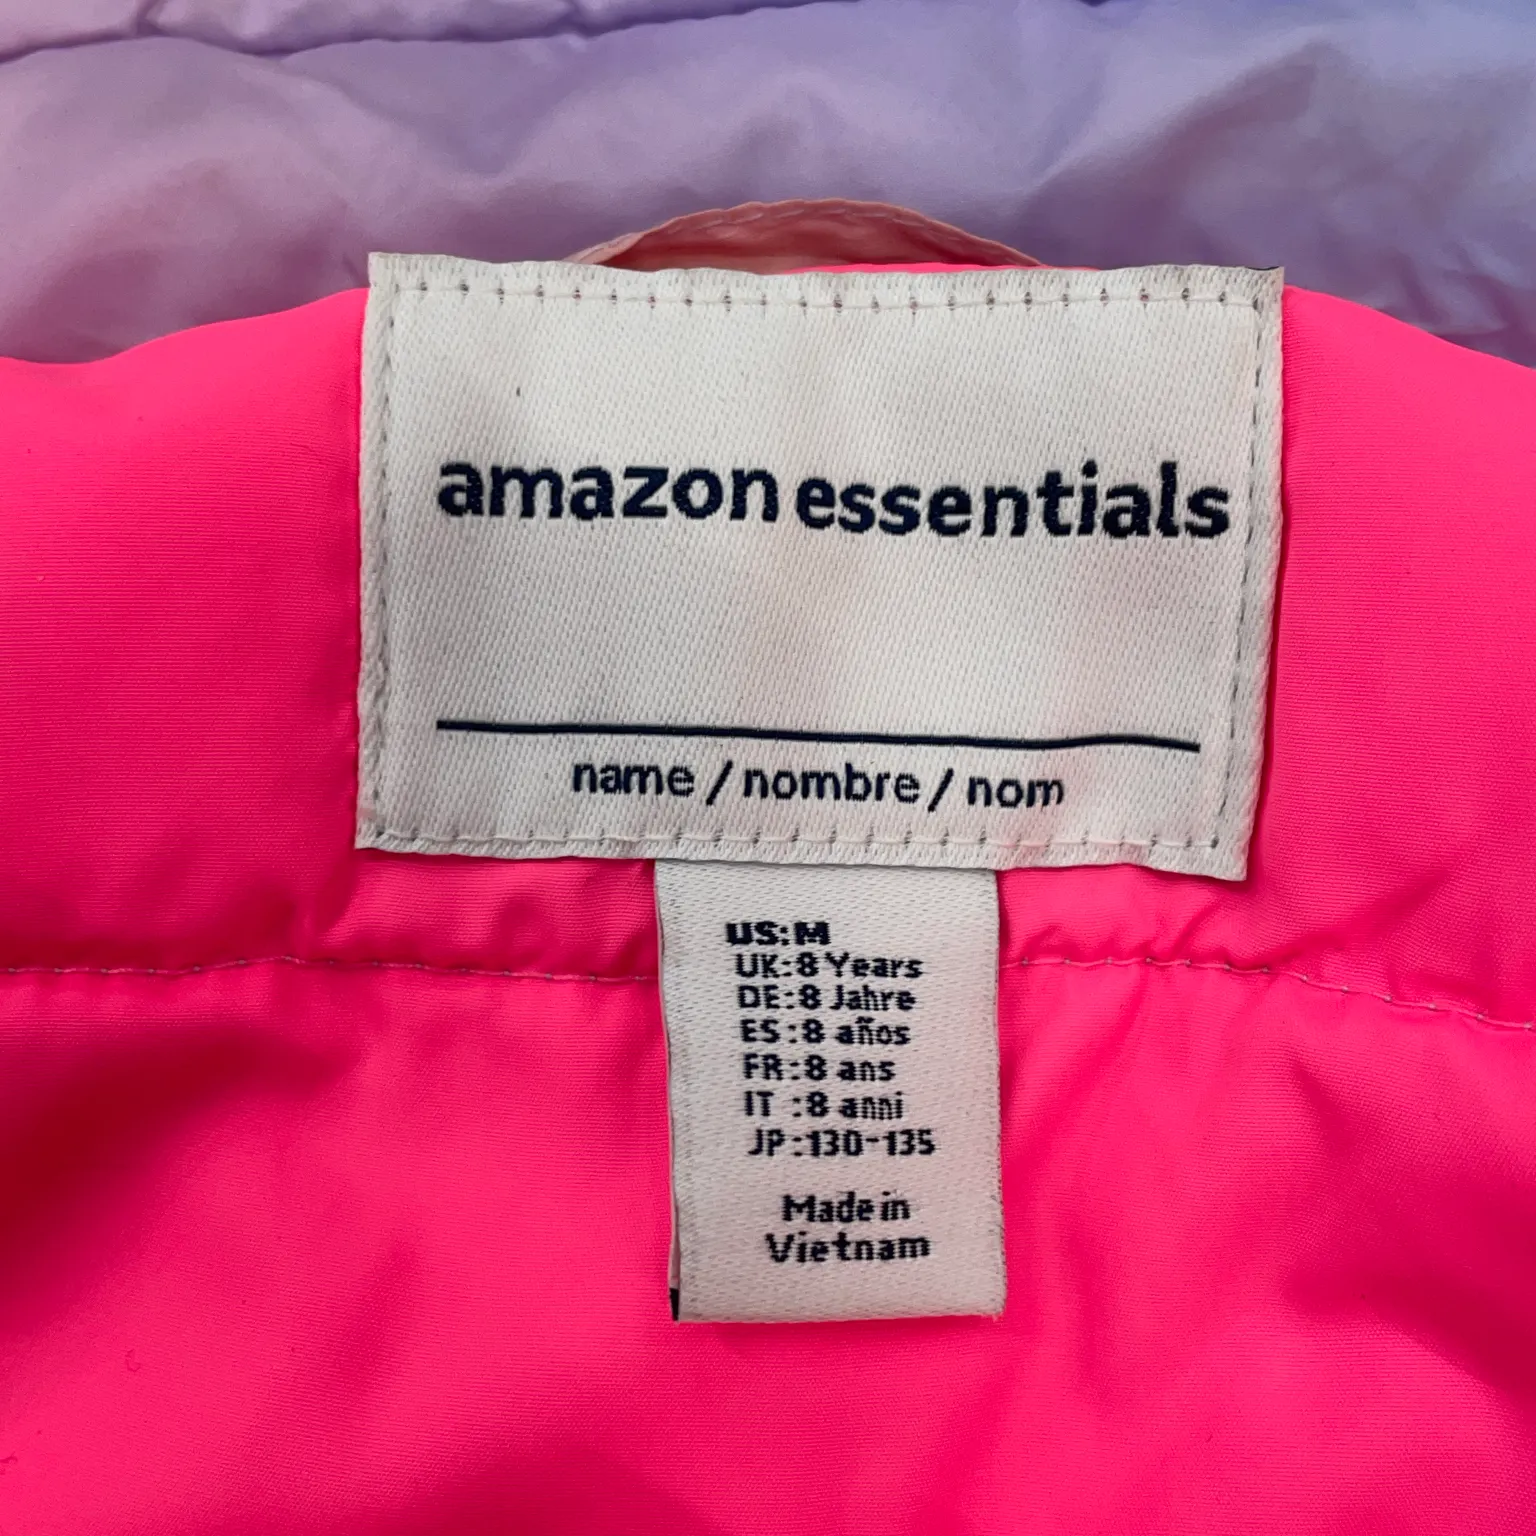 amazon essentials
name / nombre / nom
US:M
UK:8 Years
DE:8 Jahre
ES:8 años
FR:8 ans
IT :8 anni
JP:130-135
Made in
Vietnam